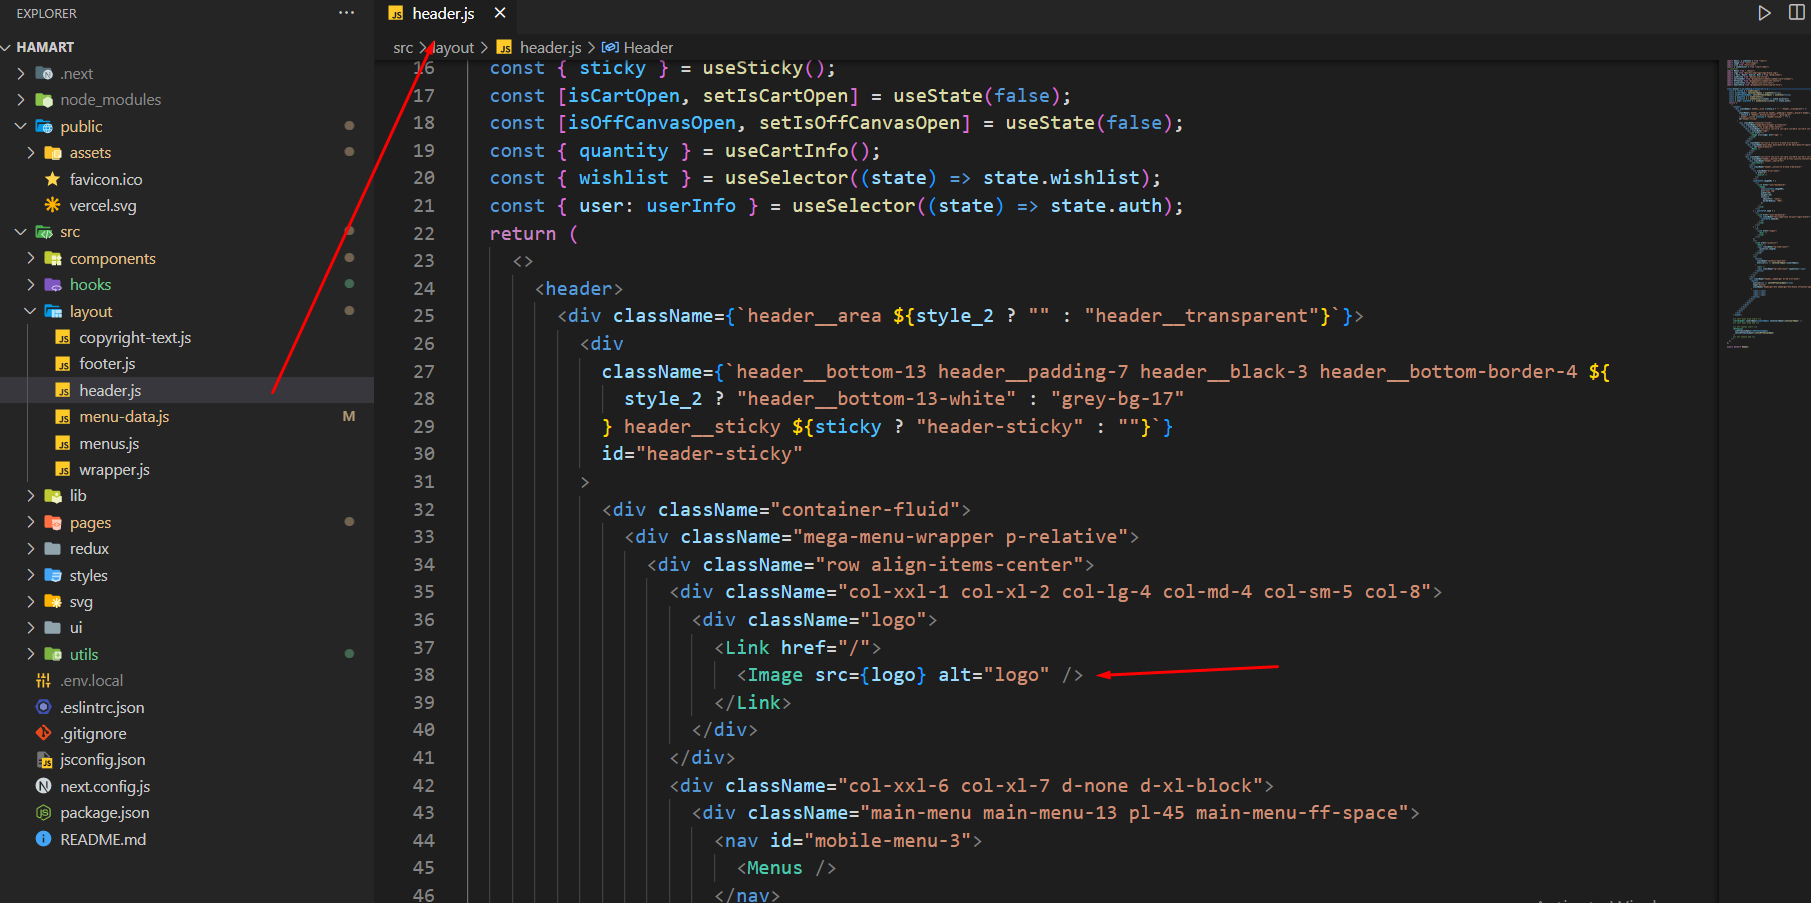 EXPLORER
···
HAMART
.next
node_modules
public
assets
favicon.ico
vercel.svg
src
components
hooks
layout
copyright-text.js
footer.js
header.js
menu-data.js M
menus.js
wrapper.js
lib
pages
redux
styles
svg
ui
utils
.env.local
.eslintrc.json
.gitignore
jsconfig.json
next.config.js
package.json
README.md
JS header.js ×
src > layout > JS header.js > Header
16 const { sticky } = useSticky();
17 const [isCartOpen, setIsCartOpen] = useState(false);
18 const [isOffCanvasOpen, setIsOffCanvasOpen] = useState(false);
19 const { quantity } = useCartInfo();
20 const { wishlist } = useSelector((state) => state.wishlist);
21 const { user: userInfo } = useSelector((state) => state.auth);
22 return (
23 <>
24 <header>
25 <div className={`header__area ${style_2 ? "" : "header__transparent"}`}>
26 <div
27 className={`header__bottom-13 header__padding-7 header__black-3 header__bottom-border-4 ${
28 style_2 ? "header__bottom-13-white" : "grey-bg-17"
29 } header__sticky ${sticky ? "header-sticky" : ""}`}
30 id="header-sticky"
31 >
32 <div className="container-fluid">
33 <div className="mega-menu-wrapper p-relative">
34 <div className="row align-items-center">
35 <div className="col-xxl-1 col-xl-2 col-lg-4 col-md-4 col-sm-5 col-8">
36 <div className="logo">
37 <Link href="/">
38 <Image src={logo} alt="logo" />
39 </Link>
40 </div>
41 </div>
42 <div className="col-xxl-6 col-xl-7 d-none d-xl-block">
43 <div className="main-menu main-menu-13 pl-45 main-menu-ff-space">
44 <nav id="mobile-menu-3">
45 <Menus />
46 </nav>